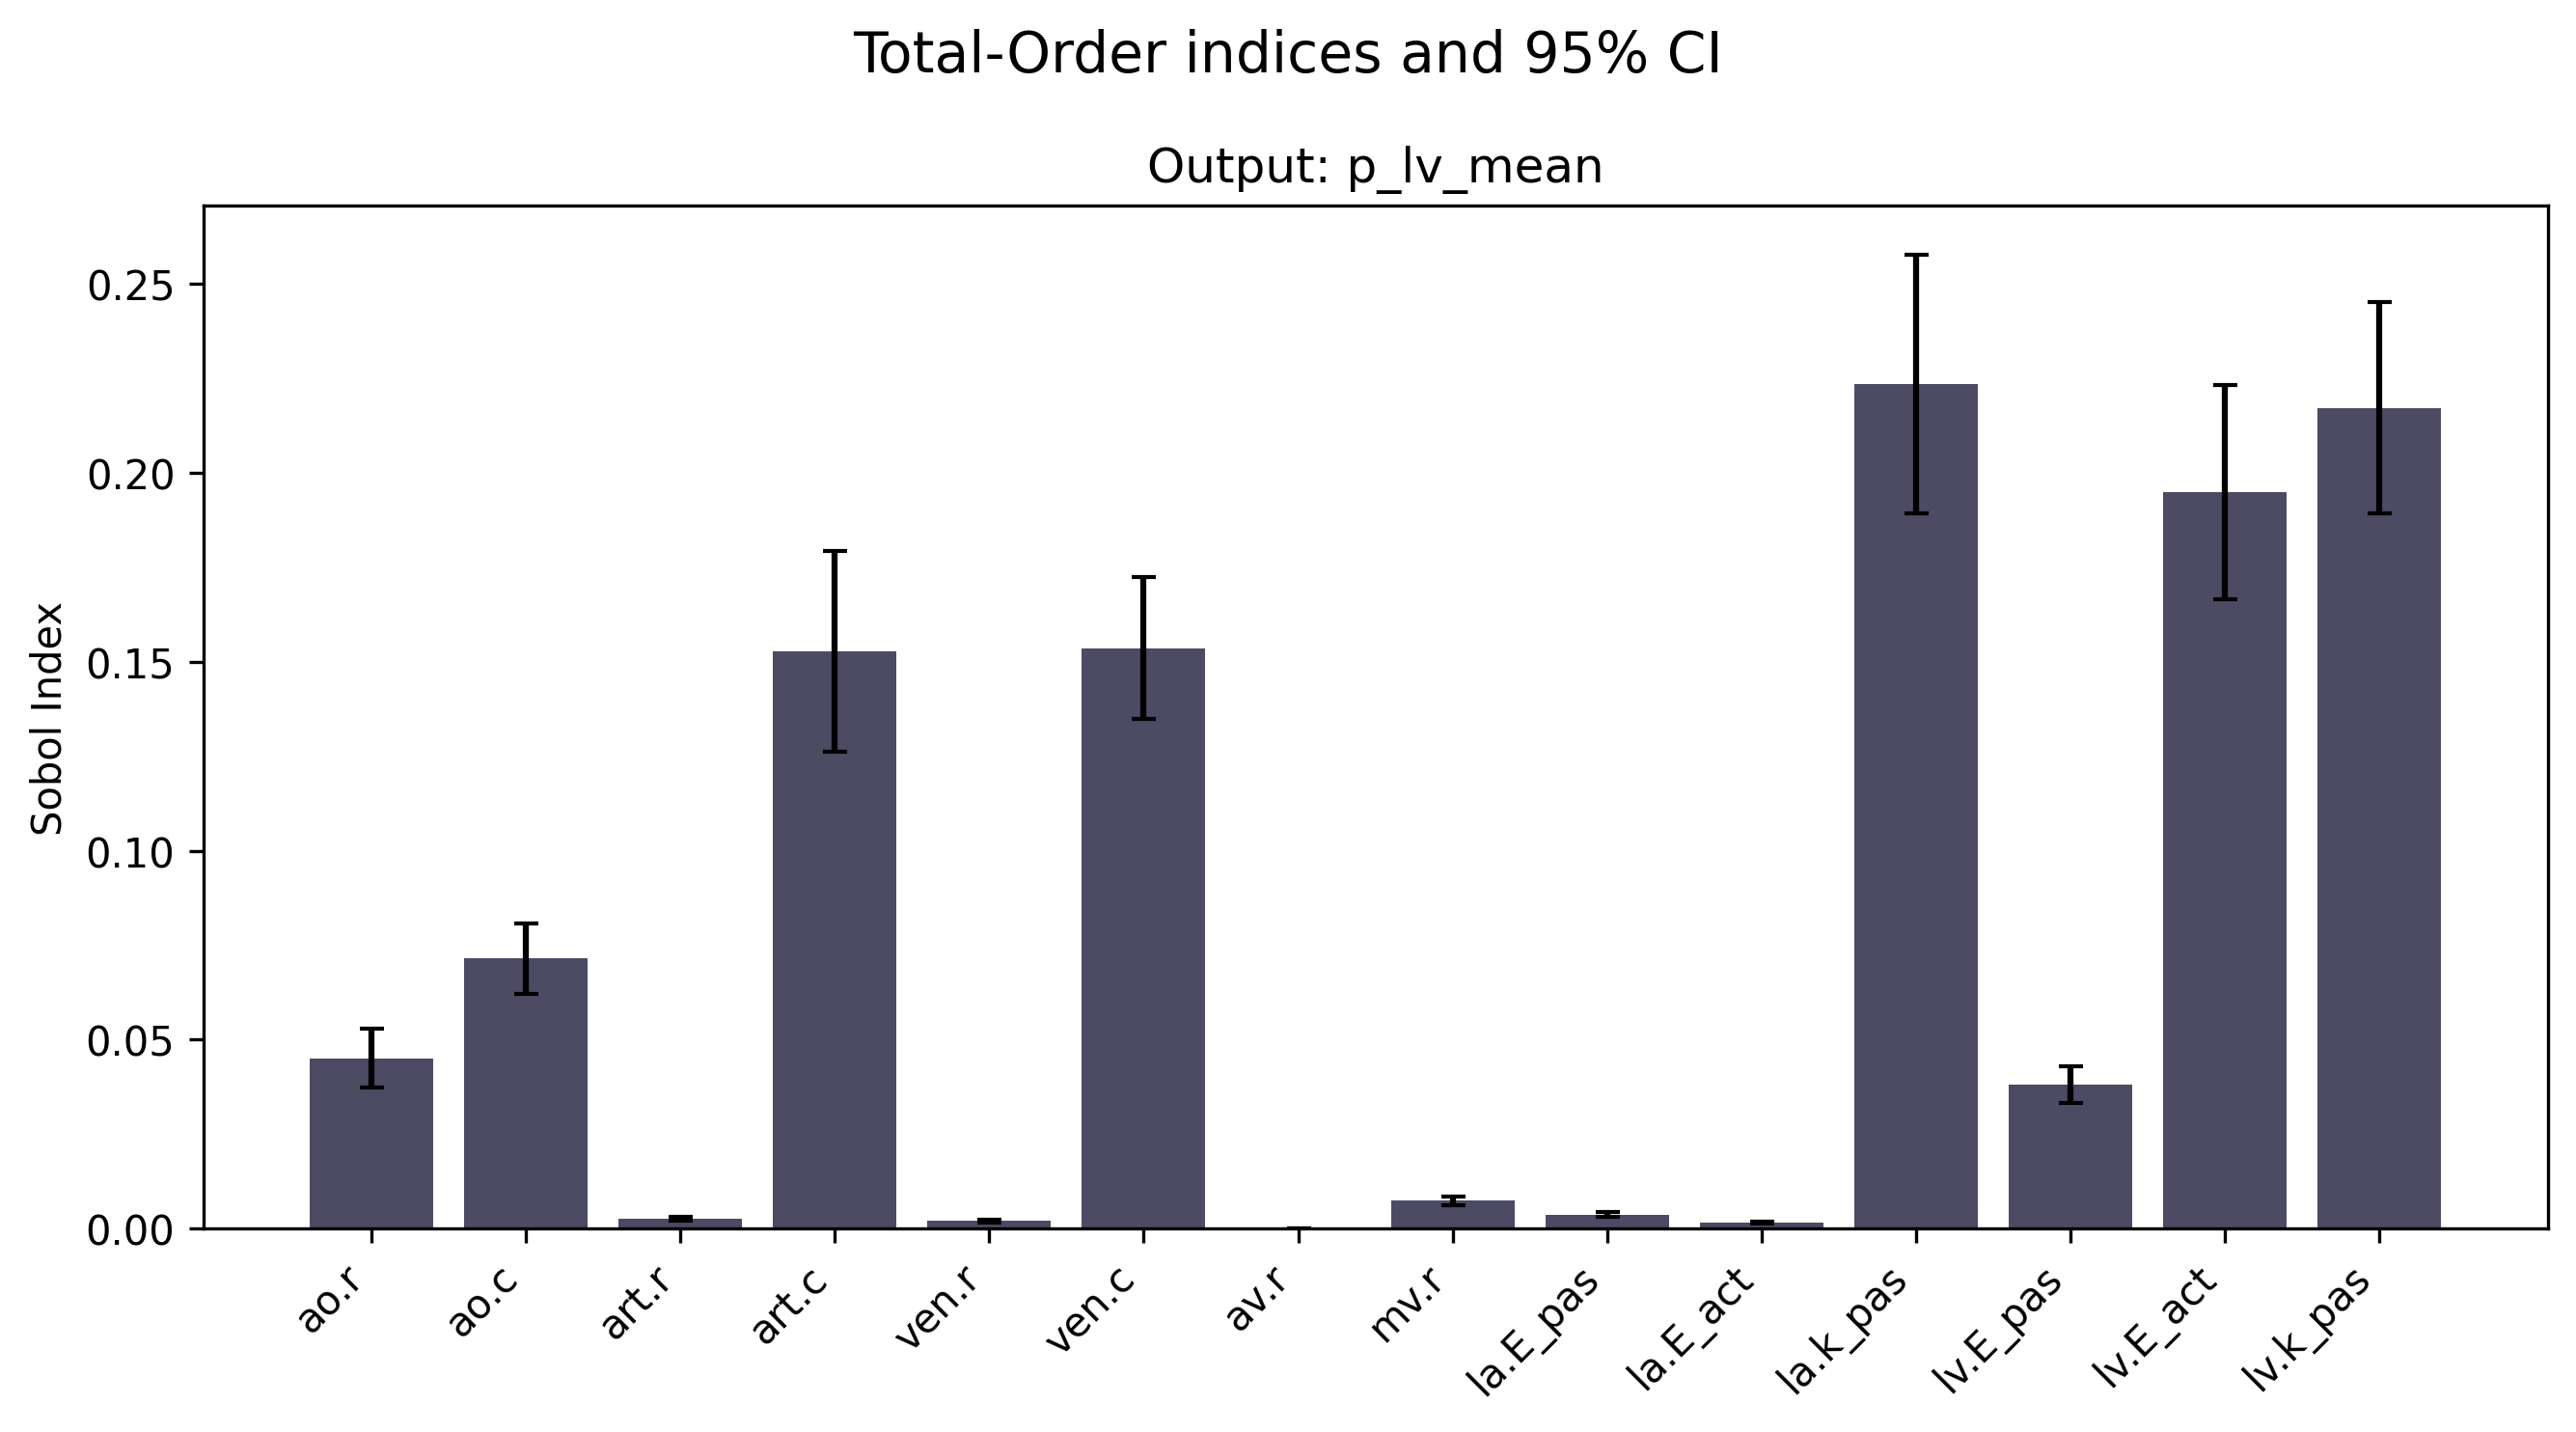 Total-Order indices and 95% CI
Output: p_lv_mean
Sobol Index
0.25
0.20
0.15
0.10
0.05
0.00
ao.r
ao.c
art.r
art.c
ven.r
ven.c
av.r
mv.r
la.E_pas
la.E_act
la.k_pas
lv.E_pas
lv.E_act
lv.k_pas